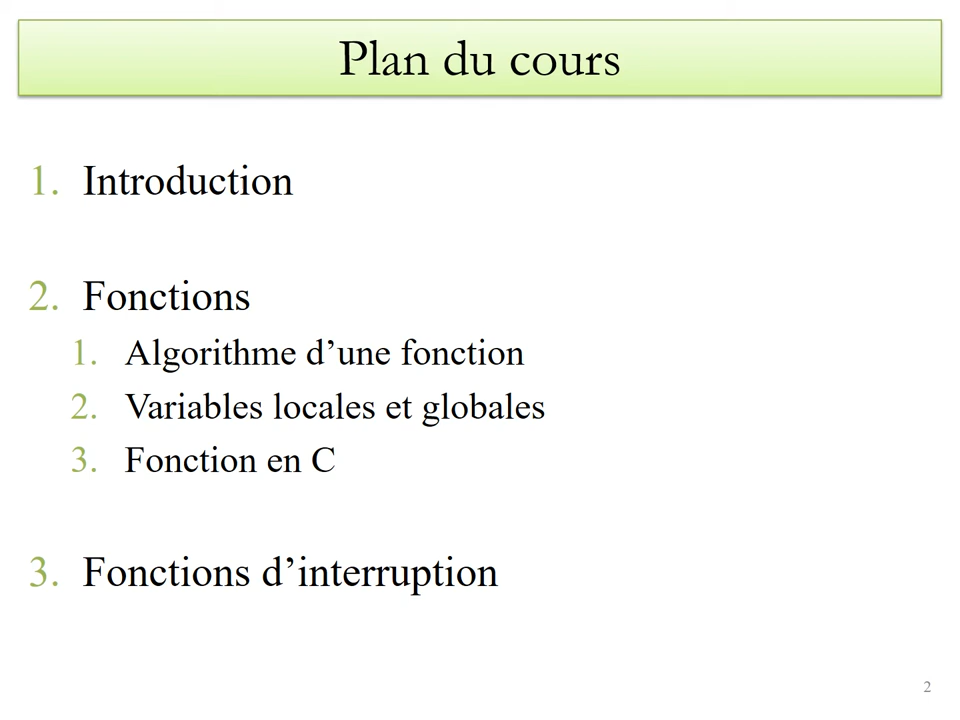 Plan du cours
1. Introduction
2. Fonctions
1. Algorithme d’une fonction
2. Variables locales et globales
3. Fonction en C
3. Fonctions d’interruption
2